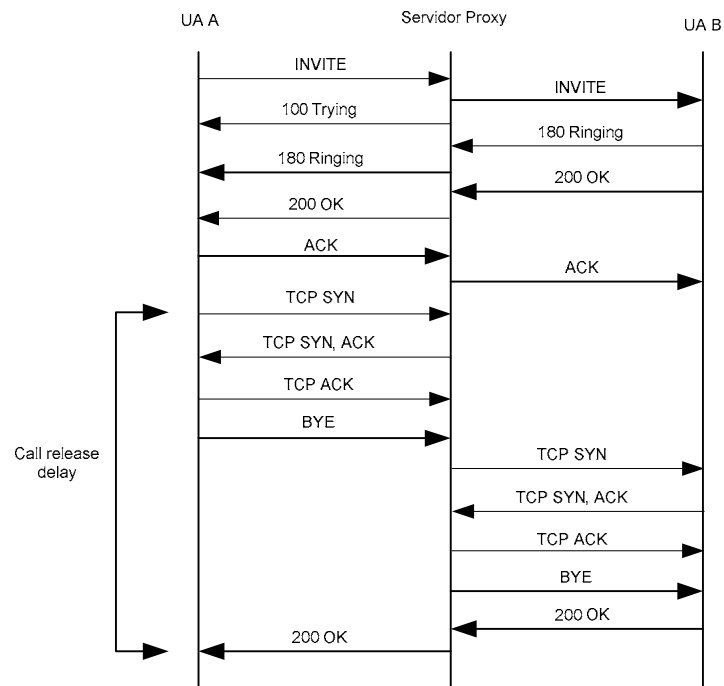 UA A
Servidor Proxy
UA B
INVITE
INVITE
100 Trying
180 Ringing
180 Ringing
200 OK
200 OK
ACK
ACK
TCP SYN
TCP SYN, ACK
TCP ACK
BYE
Call release
delay
TCP SYN
TCP SYN, ACK
TCP ACK
BYE
200 OK
200 OK